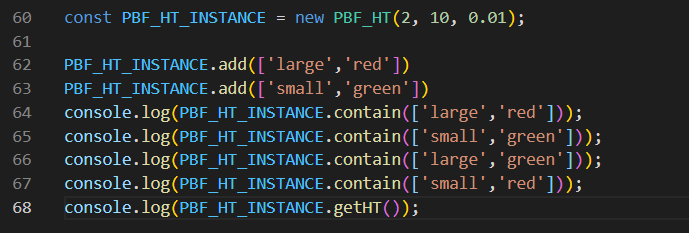 60 const PBF_HT_INSTANCE = new PBF_HT(2, 10, 0.01);
61
62 PBF_HT_INSTANCE.add(['large','red'])
63 PBF_HT_INSTANCE.add(['small','green'])
64 console.log(PBF_HT_INSTANCE.contain(['large','red']));
65 console.log(PBF_HT_INSTANCE.contain(['small','green']));
66 console.log(PBF_HT_INSTANCE.contain(['large','green']));
67 console.log(PBF_HT_INSTANCE.contain(['small','red']));
68 console.log(PBF_HT_INSTANCE.getHT());